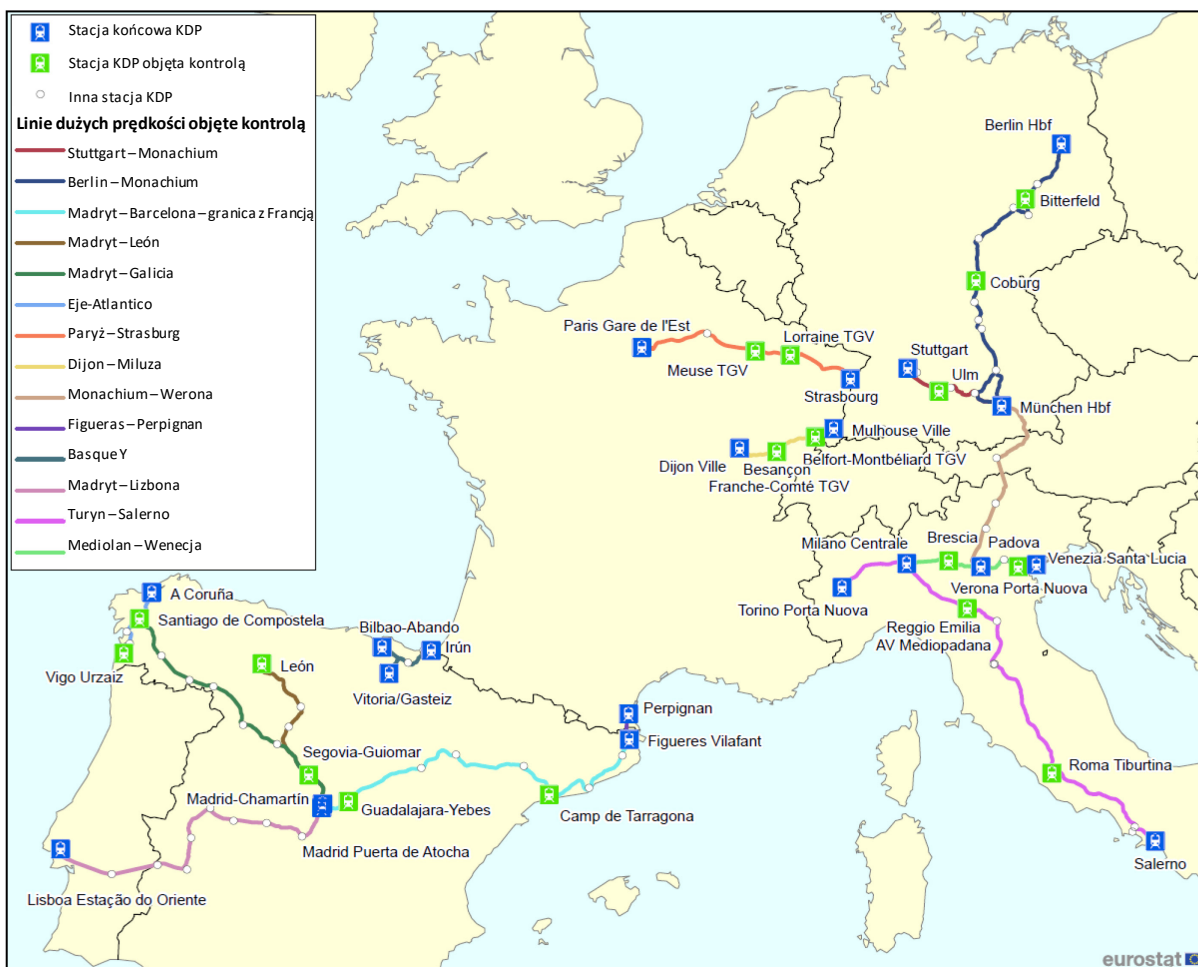 Stacja końcowa KDP
Stacja KDP objęta kontrolą
Inna stacja KDP
Linie dużych prędkości objęte kontrolą
Stuttgart – Monachium
Berlin – Monachium
Madryt – Barcelona – granica z Francją
Madryt – León
Madryt – Galicia
Eje-Atlantico
Paryż – Strasburg
Dijon – Miluza
Monachium – Werona
Figueras – Perpignan
Basque Y
Madryt – Lizbona
Turyn – Salerno
Mediolan – Wenecja
Berlin Hbf
Bitterfeld
Coburg
Paris Gare de l'Est
Lorraine TGV
Meuse TGV
Strasbourg
Stuttgart
Ulm
München Hbf
Mulhouse Ville
Dijon Ville
Belfort-Montbéliard TGV
Besançon
Franche-Comté TGV
Milano Centrale
Brescia
Padova
Venezia Santa Lucia
Verona Porta Nuova
Torino Porta Nuova
Reggio Emilia
AV Mediopadana
A Coruña
Santiago de Compostela
Vigo Urzaiz
León
Bilbao-Abando
Irún
Vitoria/Gasteiz
Perpignan
Figueres Vilafant
Segovia-Guiomar
Madrid-Chamartín
Guadalajara-Yebes
Camp de Tarragona
Madrid Puerta de Atocha
Lisboa Estação do Oriente
Roma Tiburtina
Salerno
eurostat